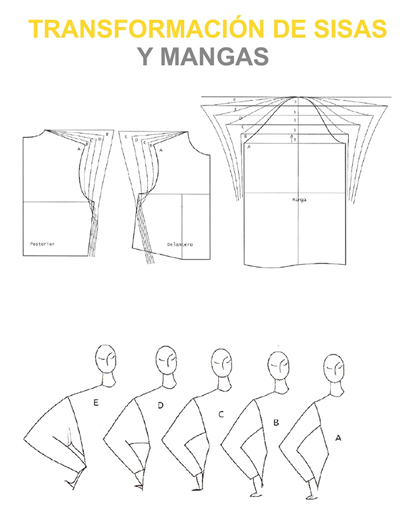 TRANSFORMACIÓN DE SISAS
Y MANGAS
Posterior
Delantero
Manga
E
D
C
B
A